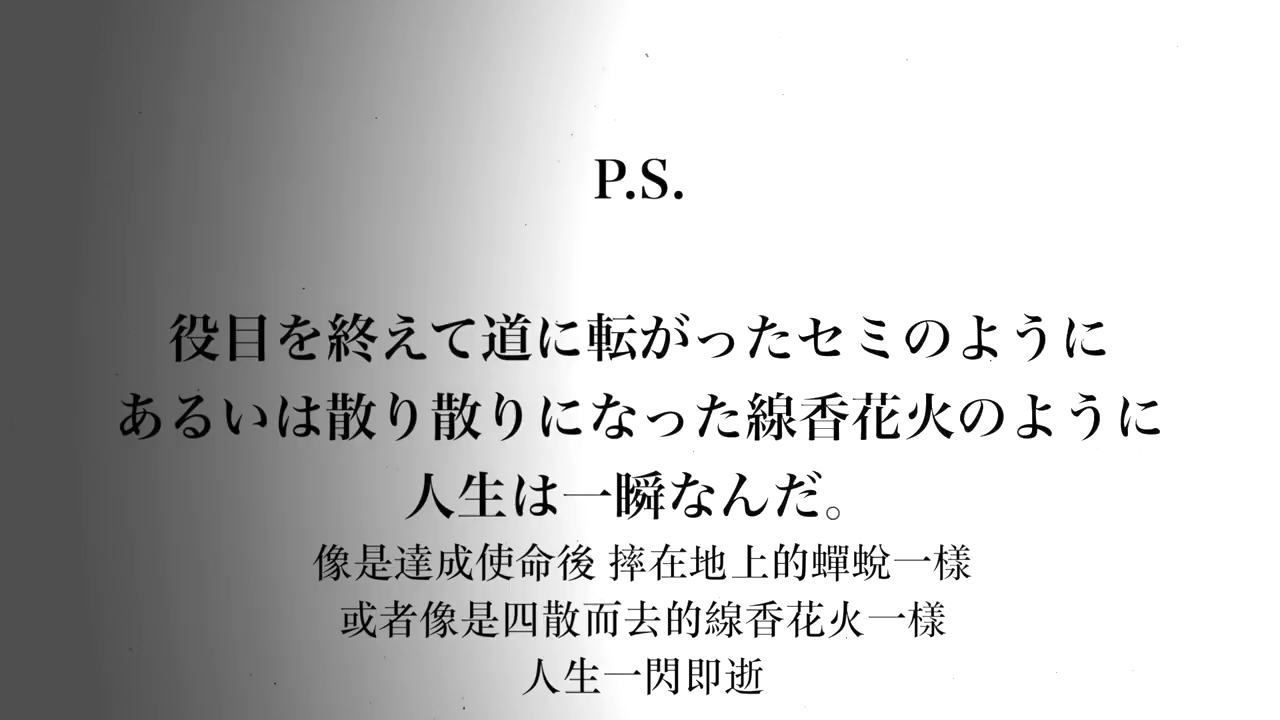 P.S.
役目を終えて道に転がったセミのように
あるいは散り散りになった線香花火のように
人生は一瞬なんだ。
像是達成使命後 摔在地上的蟬蛻一樣
或者像是四散而去的線香花火一樣
人生一閃即逝